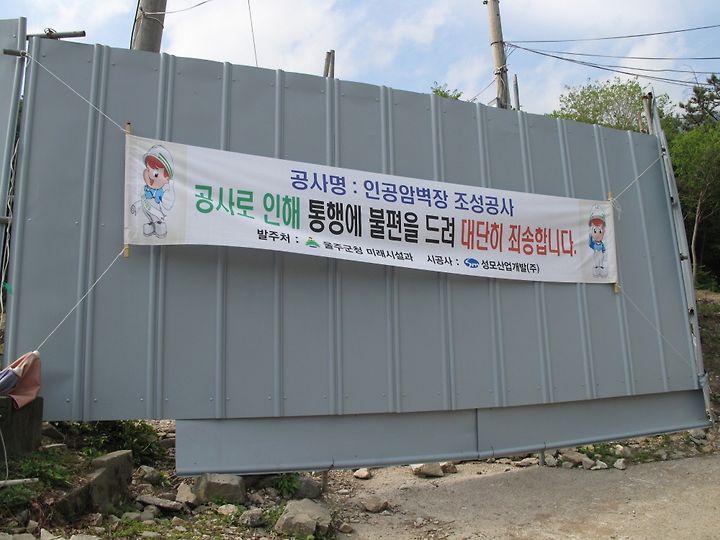 공사명 : 인공암벽장 조성공사
공사로 인해 통행에 불편을 드려 대단히 죄송합니다.
발주처 : 울주군청 미래시설과 시공사 : 성모산업개발(주)